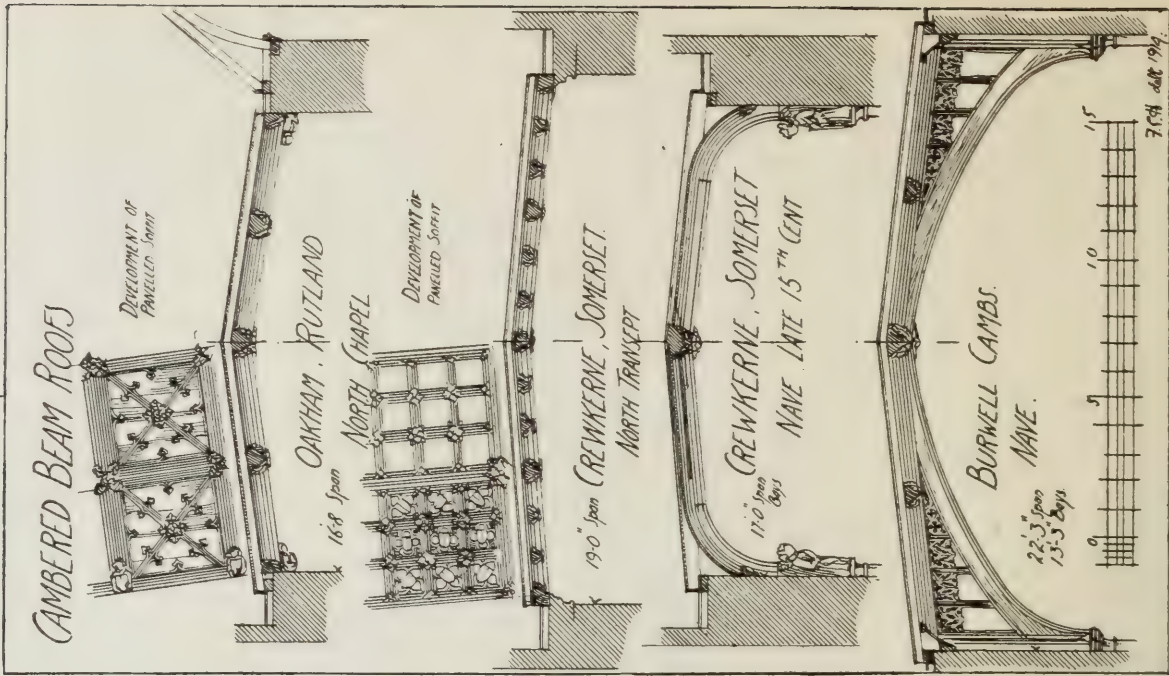 CAMBERED BEAM ROOFS
DEVELOPMENT OF
PANELLED SOFFIT
OAKHAM, RUTLAND
16'8 Span
NORTH CHAPEL
DEVELOPMENT OF
PANELLED SOFFIT
19'.0" Span CREWKERNE, SOMERSET.
NORTH TRANSEPT
CREWKERNE, SOMERSET
17'.0" Span
Bays
NAVE LATE 15TH CENT
BURWELL CAMBS.
NAVE.
22'.3" Span
13'-3" Bays
0 5 10 15
delt 1914.